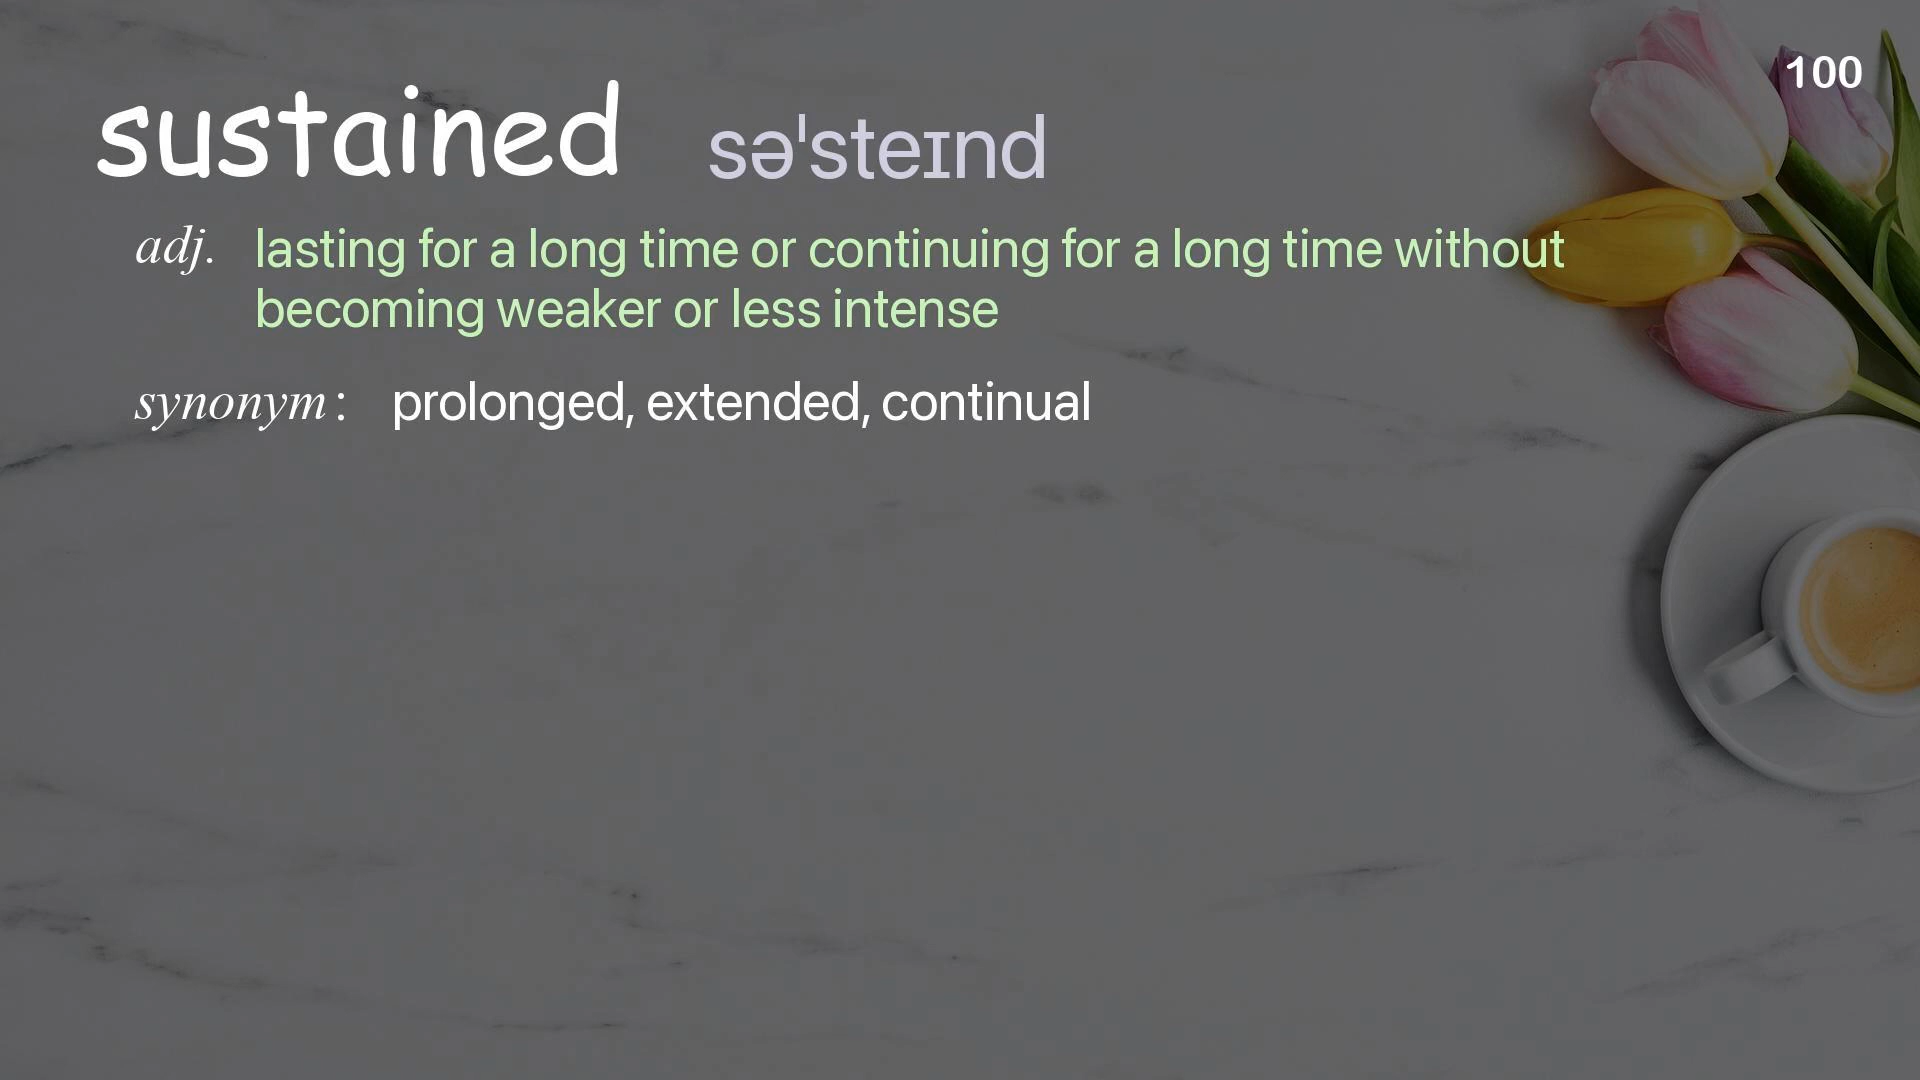 100
sustained səˈsteɪnd
adj. lasting for a long time or continuing for a long time without
becoming weaker or less intense
synonym : prolonged, extended, continual